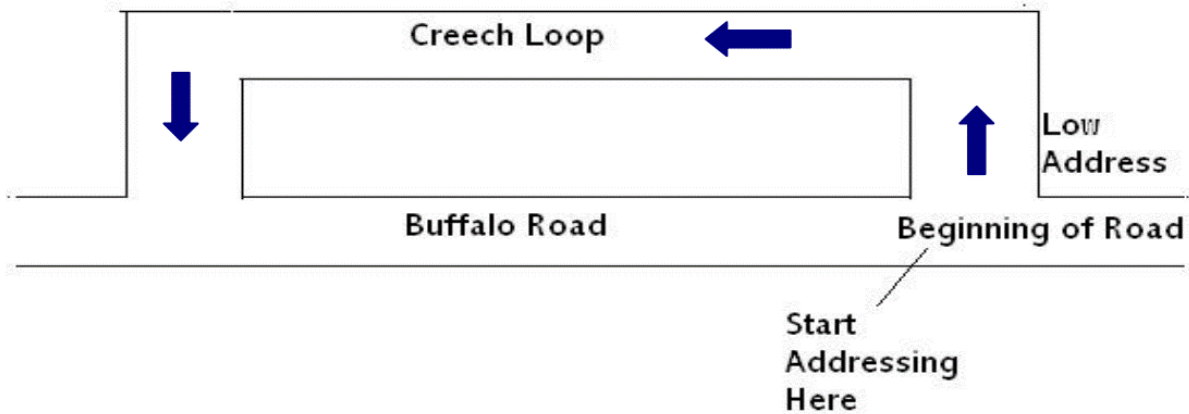 Creech Loop
Low
Address
Buffalo Road
Beginning of Road
Start
Addressing
Here